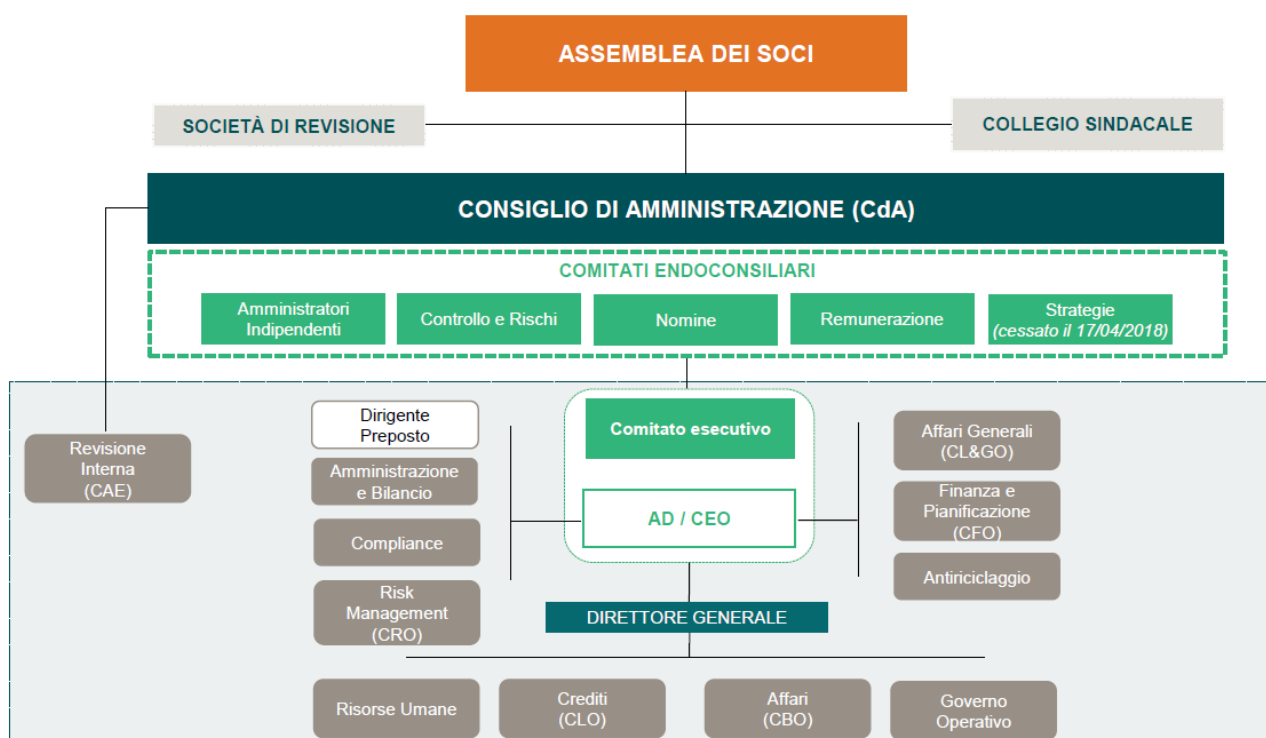 ASSEMBLEA DEI SOCI
SOCIETÀ DI REVISIONE
COLLEGIO SINDACALE
CONSIGLIO DI AMMINISTRAZIONE (CdA)
COMITATI ENDOCONSILIARI
Amministratori
Indipendenti
Controllo e Rischi
Nomine
Remunerazione
Strategie
(cessato il 17/04/2018)
Revisione
Interna
(CAE)
Dirigente
Preposto
Amministrazione
e Bilancio
Compliance
Risk
Management
(CRO)
Comitato esecutivo
AD / CEO
Affari Generali
(CL&GO)
Finanza e
Pianificazione
(CFO)
Antiriciclaggio
DIRETTORE GENERALE
Risorse Umane
Crediti
(CLO)
Affari
(CBO)
Governo
Operativo